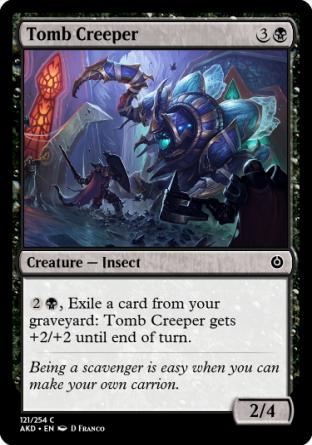 Tomb Creeper 3
Creature — Insect
2 , Exile a card from your
graveyard: Tomb Creeper gets
+2/+2 until end of turn.
Being a scavenger is easy when you can
make your own carrion.
2/4
121/254 C
AKD • EN D FRANCO